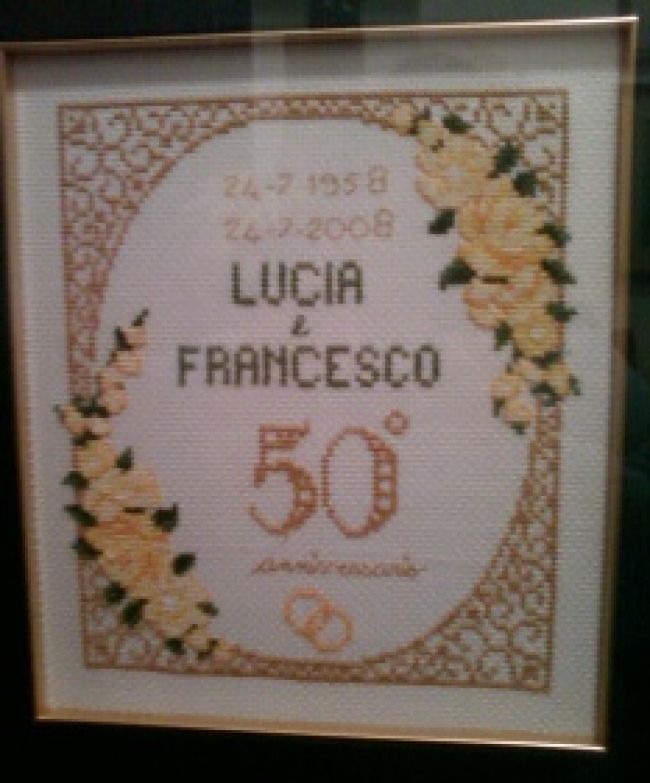 24-7-1958
24-7-2008
LUCIA
e
FRANCESCO
50°
anniversario